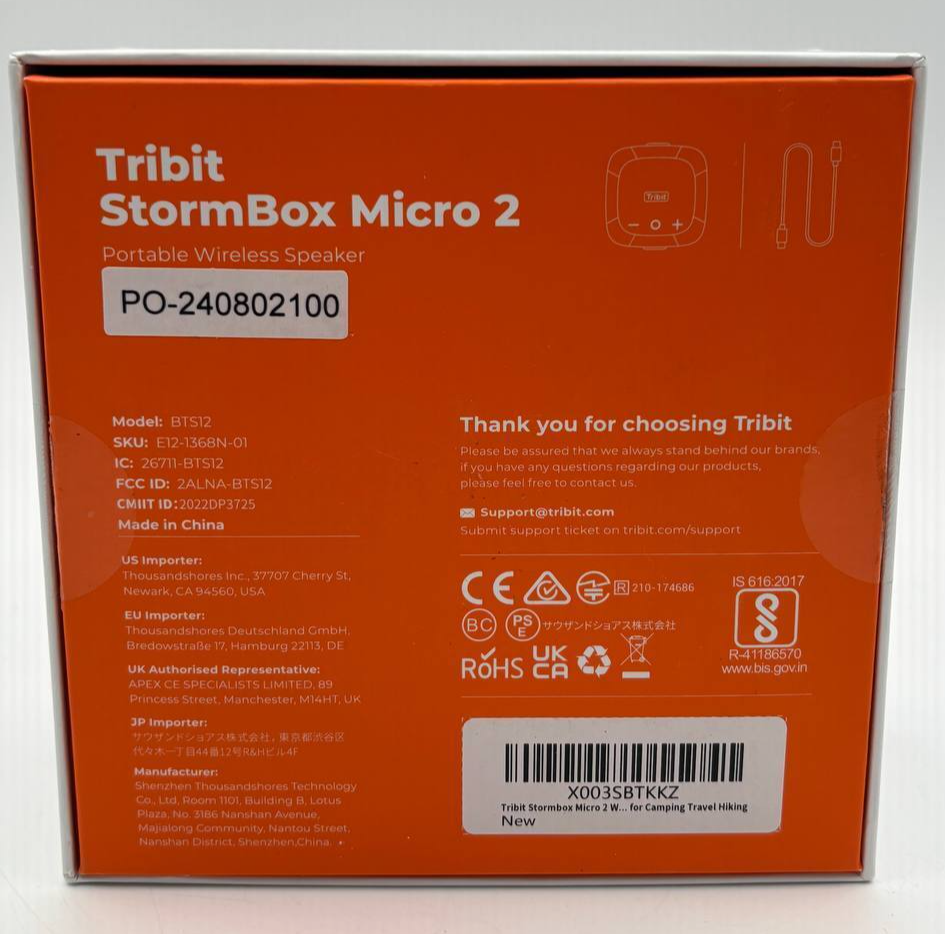 Tribit
StormBox Micro 2
Portable Wireless Speaker
PO-240802100
Tribit
Model: BTS12
SKU: E12-1368N-01
IC: 26711-BTS12
FCC ID: 2ALNA-BTS12
CMIIT ID:2022DP3725
Made in China
US Importer:
Thousandshores Inc., 37707 Cherry St,
Newark, CA 94560, USA
EU Importer:
Thousandshores Deutschland GmbH,
Bredowstraße 17, Hamburg 22113, DE
UK Authorised Representative:
APEX CE SPECIALISTS LIMITED, 89
Princess Street, Manchester, M14HT, UK
JP Importer:
サウザンドショアス株式会社, 東京都渋谷区
代々木一丁目44番12号R&Hビル4F
Manufacturer:
Shenzhen Thousandshores Technology
Co., Ltd, Room 1101, Building B, Lotus
Plaza, No. 3186 Nanshan Avenue,
Majialong Community, Nantou Street,
Nanshan District, Shenzhen,China.
Thank you for choosing Tribit
Please be assured that we always stand behind our brands,
if you have any questions regarding our products,
please feel free to contact us.
Support@tribit.com
Submit support ticket on tribit.com/support
CE R 210-174686
BC PSE サウザンドショアス株式会社
RoHS UKCA
IS 616:2017
R-41186570
www.bis.gov.in
X003SBTKKZ
Tribit Stormbox Micro 2 W... for Camping Travel Hiking
New